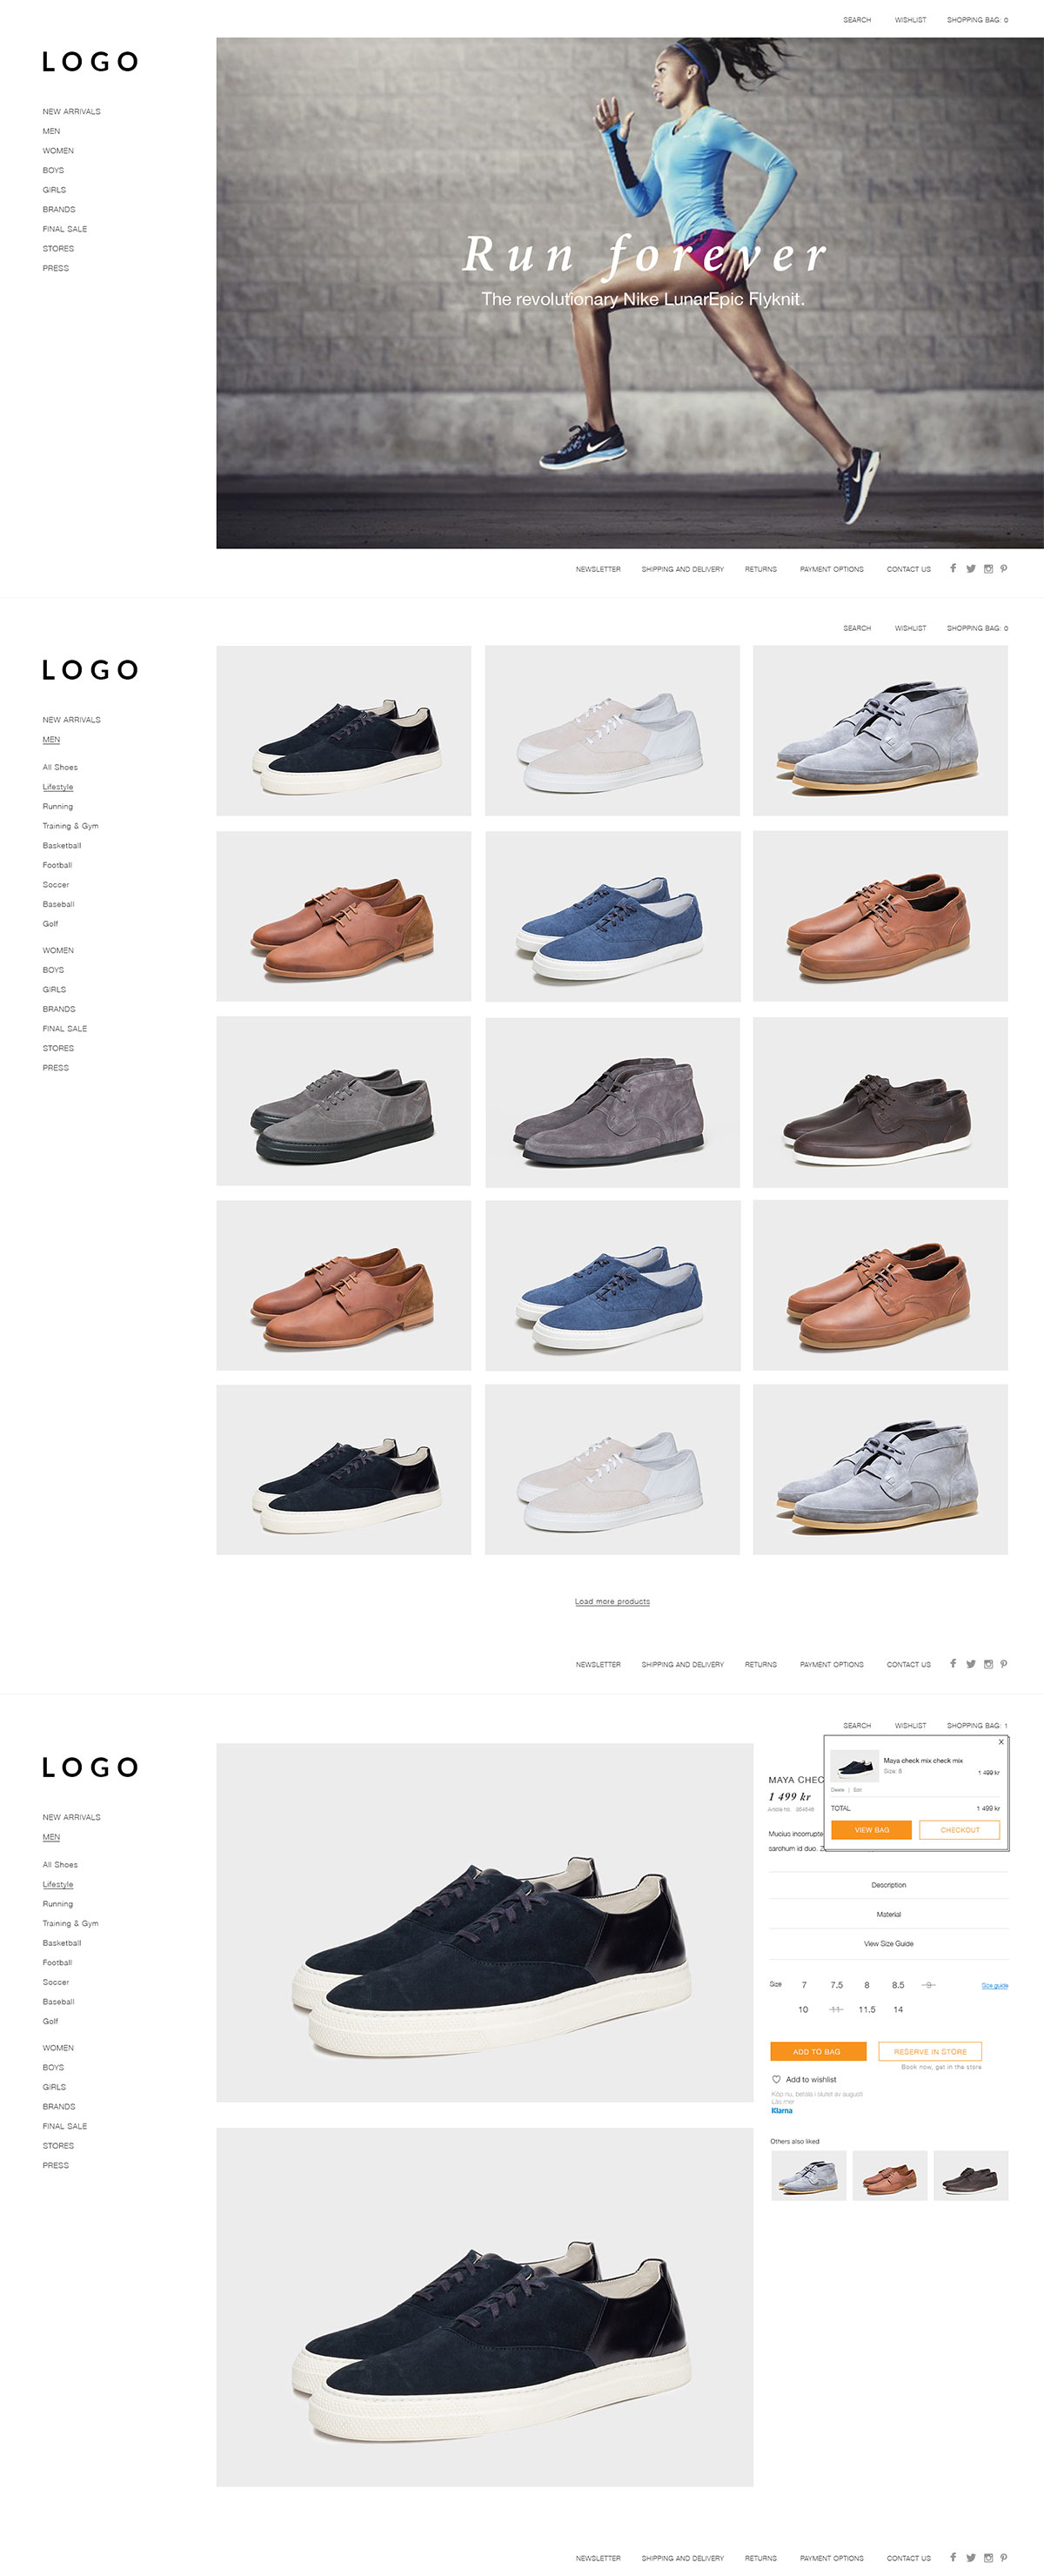 SEARCH WISHLIST SHOPPING BAG: 0
LOGO
NEW ARRIVALS
MEN
WOMEN
BOYS
GIRLS
BRANDS
FINAL SALE
STORES
PRESS
Run forever
The revolutionary Nike LunarEpic Flyknit.
NEWSLETTER SHIPPING AND DELIVERY RETURNS PAYMENT OPTIONS CONTACT US
SEARCH WISHLIST SHOPPING BAG: 0
LOGO
NEW ARRIVALS
MEN
All Shoes
Lifestyle
Running
Training & Gym
Basketball
Football
Soccer
Baseball
Golf
WOMEN
BOYS
GIRLS
BRANDS
FINAL SALE
STORES
PRESS
Load more products
NEWSLETTER SHIPPING AND DELIVERY RETURNS PAYMENT OPTIONS CONTACT US
SEARCH WISHLIST SHOPPING BAG: 1
LOGO
NEW ARRIVALS
MEN
All Shoes
Lifestyle
Running
Training & Gym
Basketball
Football
Soccer
Baseball
Golf
WOMEN
BOYS
GIRLS
BRANDS
FINAL SALE
STORES
PRESS
X
Maya check mix check mix
Size: 8
1 499 kr
Delete | Edit
TOTAL 1 499 kr
VIEW BAG CHECKOUT
MAYA CHEC
1 499 kr
Article no.
Mucius incorrupte
sarchum id duo.
Description
Material
View Size Guide
Size 7 7.5 8 8.5 9 Size guide
10 11 11.5 14
ADD TO BAG RESERVE IN STORE
Book now, get in the store
Add to wishlist
Köp nu, betala i slutet av augusti
Läs mer
Klarna
Others also liked
NEWSLETTER SHIPPING AND DELIVERY RETURNS PAYMENT OPTIONS CONTACT US